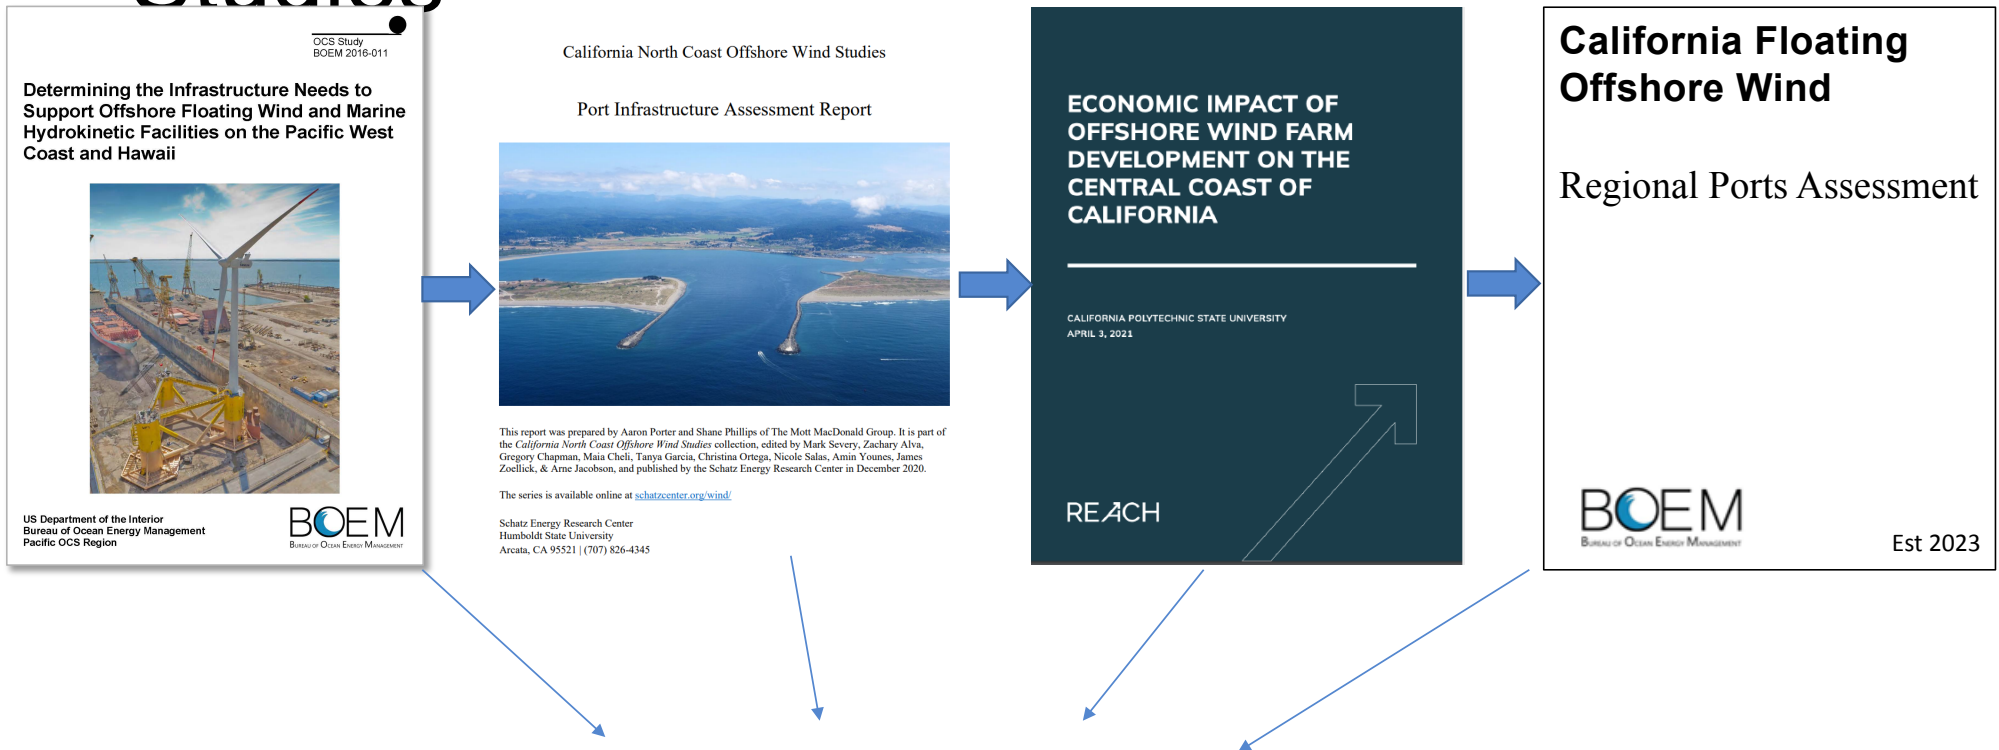 Studies
OCS Study
BOEM 2016-011
Determining the Infrastructure Needs to
Support Offshore Floating Wind and Marine
Hydrokinetic Facilities on the Pacific West
Coast and Hawaii
US Department of the Interior
Bureau of Ocean Energy Management
Pacific OCS Region
BOEM
BUREAU OF OCEAN ENERGY MANAGEMENT
California North Coast Offshore Wind Studies
Port Infrastructure Assessment Report
This report was prepared by Aaron Porter and Shane Phillips of The Mott MacDonald Group. It is part of
the California North Coast Offshore Wind Studies collection, edited by Mark Severy, Zachary Alva,
Gregory Chapman, Maia Cheli, Tanya Garcia, Christina Ortega, Nicole Salas, Amin Younes, James
Zoellick, & Arne Jacobson, and published by the Schatz Energy Research Center in December 2020.
The series is available online at schatzcenter.org/wind/
Schatz Energy Research Center
Humboldt State University
Arcata, CA 95521 | (707) 826-4345
ECONOMIC IMPACT OF
OFFSHORE WIND FARM
DEVELOPMENT ON THE
CENTRAL COAST OF
CALIFORNIA
CALIFORNIA POLYTECHNIC STATE UNIVERSITY
APRIL 3, 2021
REACH
California Floating
Offshore Wind
Regional Ports Assessment
BOEM
BUREAU OF OCEAN ENERGY MANAGEMENT
Est 2023